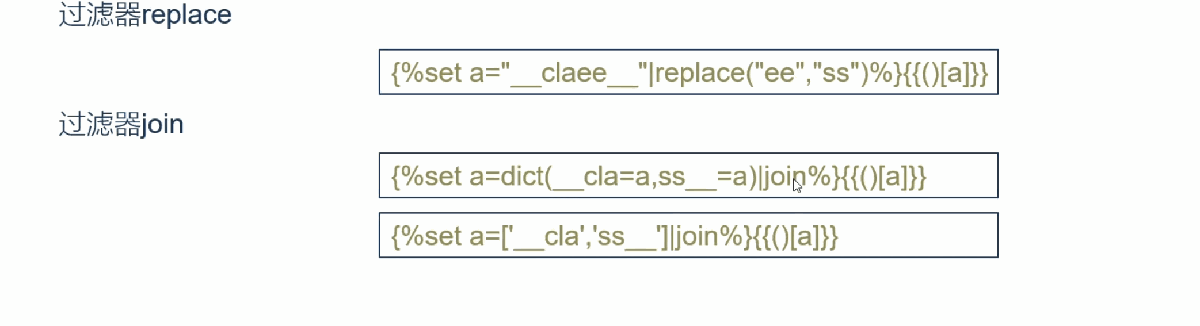 过滤器replace
{%set a="__claee__"|replace("ee","ss")%}{{()[a]}}
过滤器join
{%set a=dict(__cla=a,ss__=a)|join%}{{()[a]}}
{%set a=['__cla','ss__']|join%}{{()[a]}}